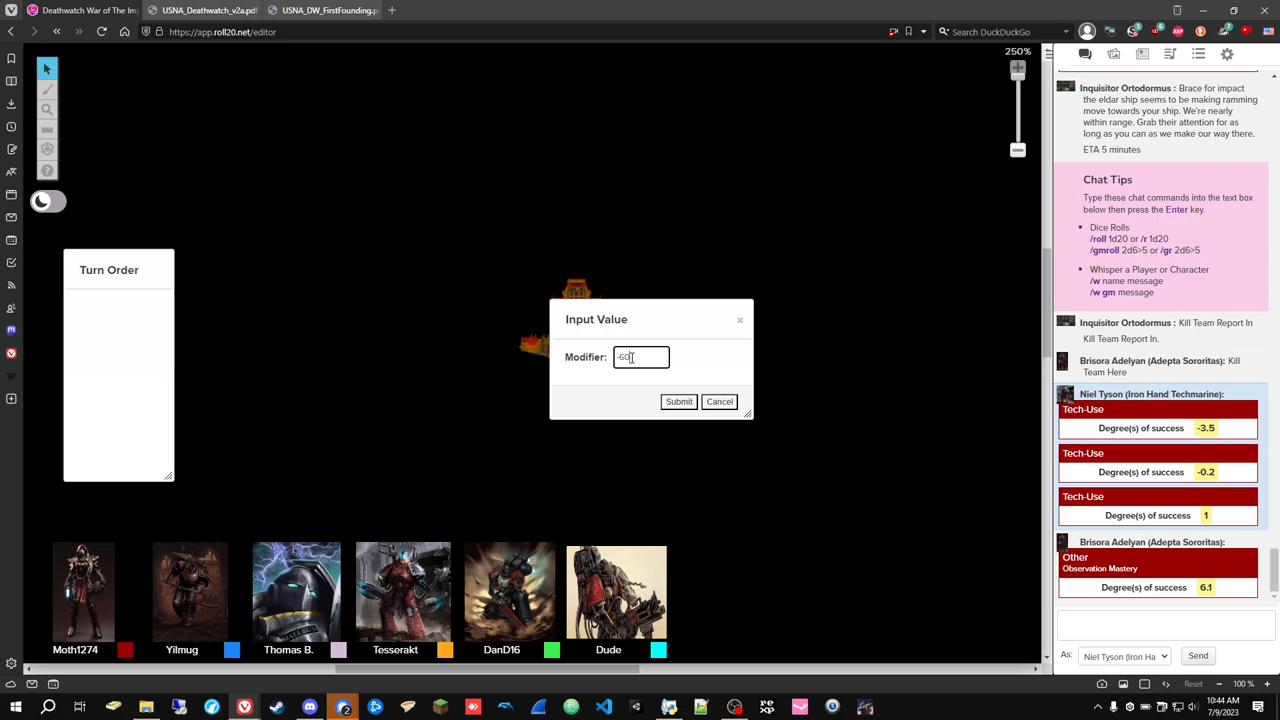 Deathwatch War of The Im
USNA_Deathwatch_v2a.pdf
USNA_DW_FirstFounding.p
https://app.roll20.net/editor
Search DuckDuckGo
250%
Turn Order
Input Value
Modifier: -60
Submit Cancel
Moth1274
Yilmug
Thomas B.
Tesserakt
DanD16
Dude
Inquisitor Ortodormus : Brace for impact
the eldar ship seems to be making ramming
move towards your ship. We're nearly
within range. Grab their attention for as
long as you can as we make our way there.
ETA 5 minutes
Chat Tips
Type these chat commands into the text box
below then press the Enter key.
Dice Rolls
/roll 1d20 or /r 1d20
/gmroll 2d6>5 or /gr 2d6>5
Whisper a Player or Character
/w name message
/w gm message
Inquisitor Ortodormus : Kill Team Report In
Kill Team Report In.
Brisora Adelyan (Adepta Sororitas): Kill
Team Here
Niel Tyson (Iron Hand Techmarine):
Tech-Use
Degree(s) of success -3.5
Tech-Use
Degree(s) of success -0.2
Tech-Use
Degree(s) of success 1
Brisora Adelyan (Adepta Sororitas):
Other
Observation Mastery
Degree(s) of success 6.1
As: Niel Tyson (Iron Ha Send
Reset 100 %
10:44 AM
7/9/2023